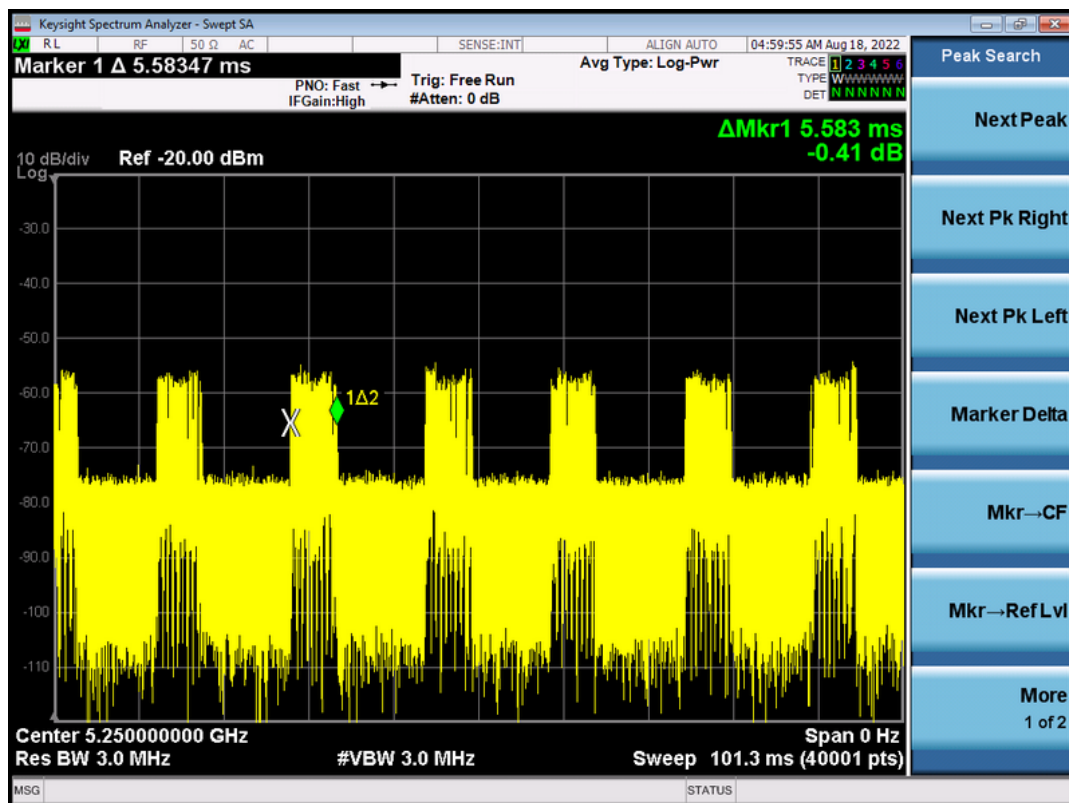 Keysight Spectrum Analyzer - Swept SA
LXI RL RF 50 Ω AC SENSE:INT ALIGN AUTO 04:59:55 AM Aug 18, 2022
Marker 1 Δ 5.58347 ms
PNO: Fast
IFGain:High
Trig: Free Run
#Atten: 0 dB
Avg Type: Log-Pwr
TRACE 1 2 3 4 5 6
TYPE WWWWWWW
DET N N N N N N
Peak Search
ΔMkr1 5.583 ms
-0.41 dB
10 dB/div Ref -20.00 dBm
Log
-30.0
-40.0
-50.0
-60.0
-70.0
-80.0
-90.0
-100
-110
X
1Δ2
Center 5.250000000 GHz Span 0 Hz
Res BW 3.0 MHz #VBW 3.0 MHz Sweep 101.3 ms (40001 pts)
MSG STATUS
Next Peak
Next Pk Right
Next Pk Left
Marker Delta
Mkr→CF
Mkr→Ref Lvl
More
1 of 2